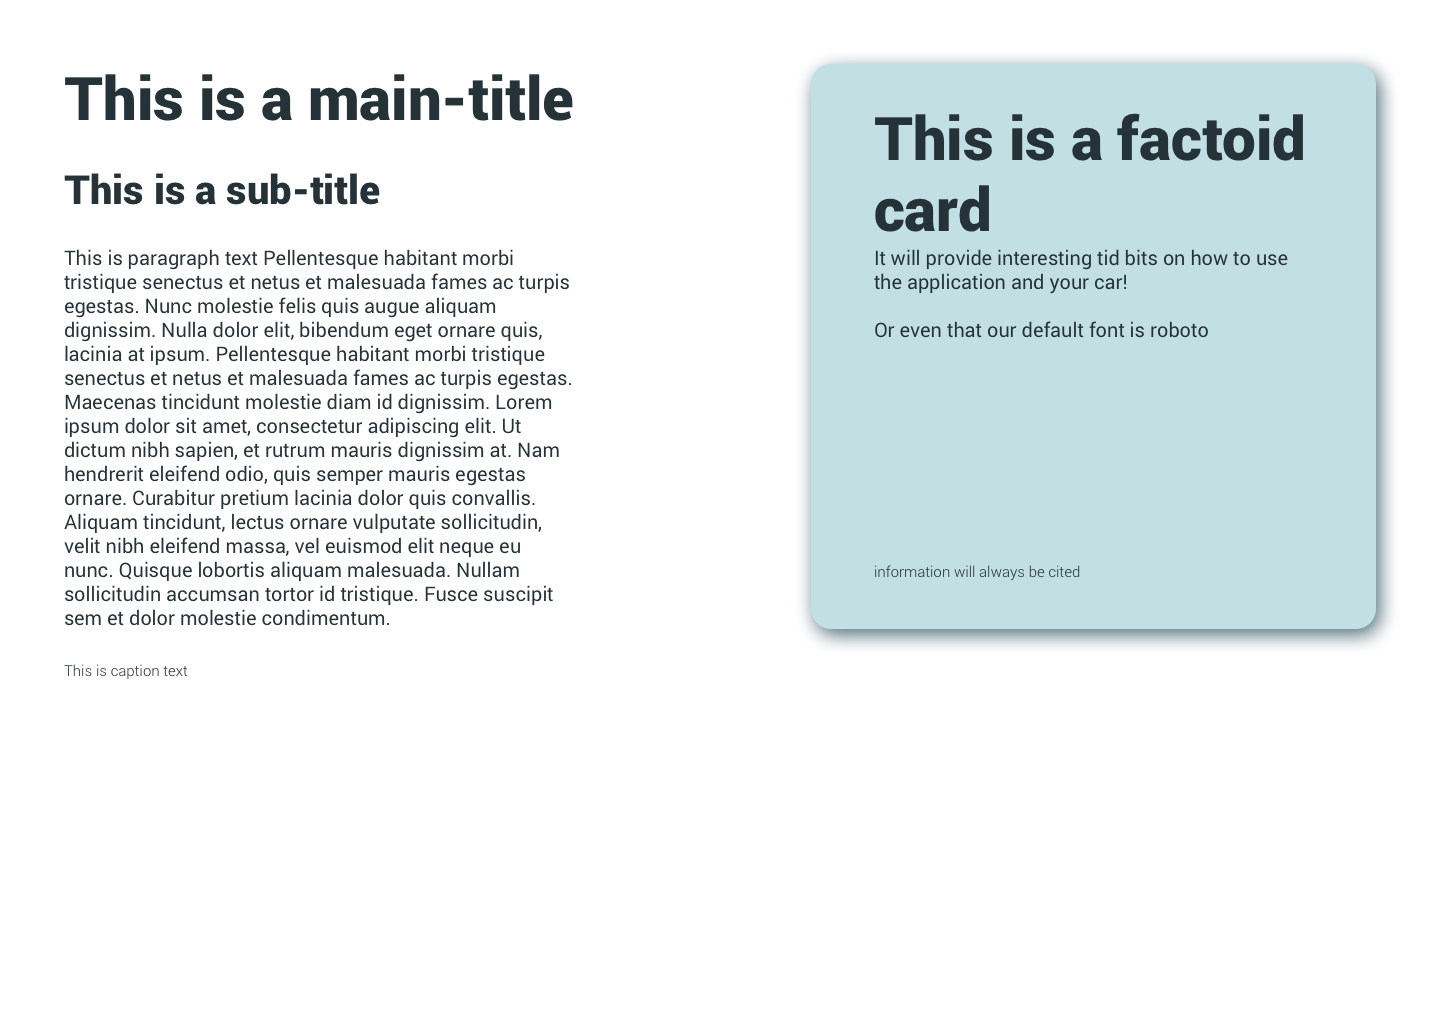 This is a main-title
This is a sub-title
This is paragraph text Pellentesque habitant morbi
tristique senectus et netus et malesuada fames ac turpis
egestas. Nunc molestie felis quis augue aliquam
dignissim. Nulla dolor elit, bibendum eget ornare quis,
lacinia at ipsum. Pellentesque habitant morbi tristique
senectus et netus et malesuada fames ac turpis egestas.
Maecenas tincidunt molestie diam id dignissim. Lorem
ipsum dolor sit amet, consectetur adipiscing elit. Ut
dictum nibh sapien, et rutrum mauris dignissim at. Nam
hendrerit eleifend odio, quis semper mauris egestas
ornare. Curabitur pretium lacinia dolor quis convallis.
Aliquam tincidunt, lectus ornare vulputate sollicitudin,
velit nibh eleifend massa, vel euismod elit neque eu
nunc. Quisque lobortis aliquam malesuada. Nullam
sollicitudin accumsan tortor id tristique. Fusce suscipit
sem et dolor molestie condimentum.
This is caption text
This is a factoid
card
It will provide interesting tid bits on how to use
the application and your car!
Or even that our default font is roboto
information will always be cited